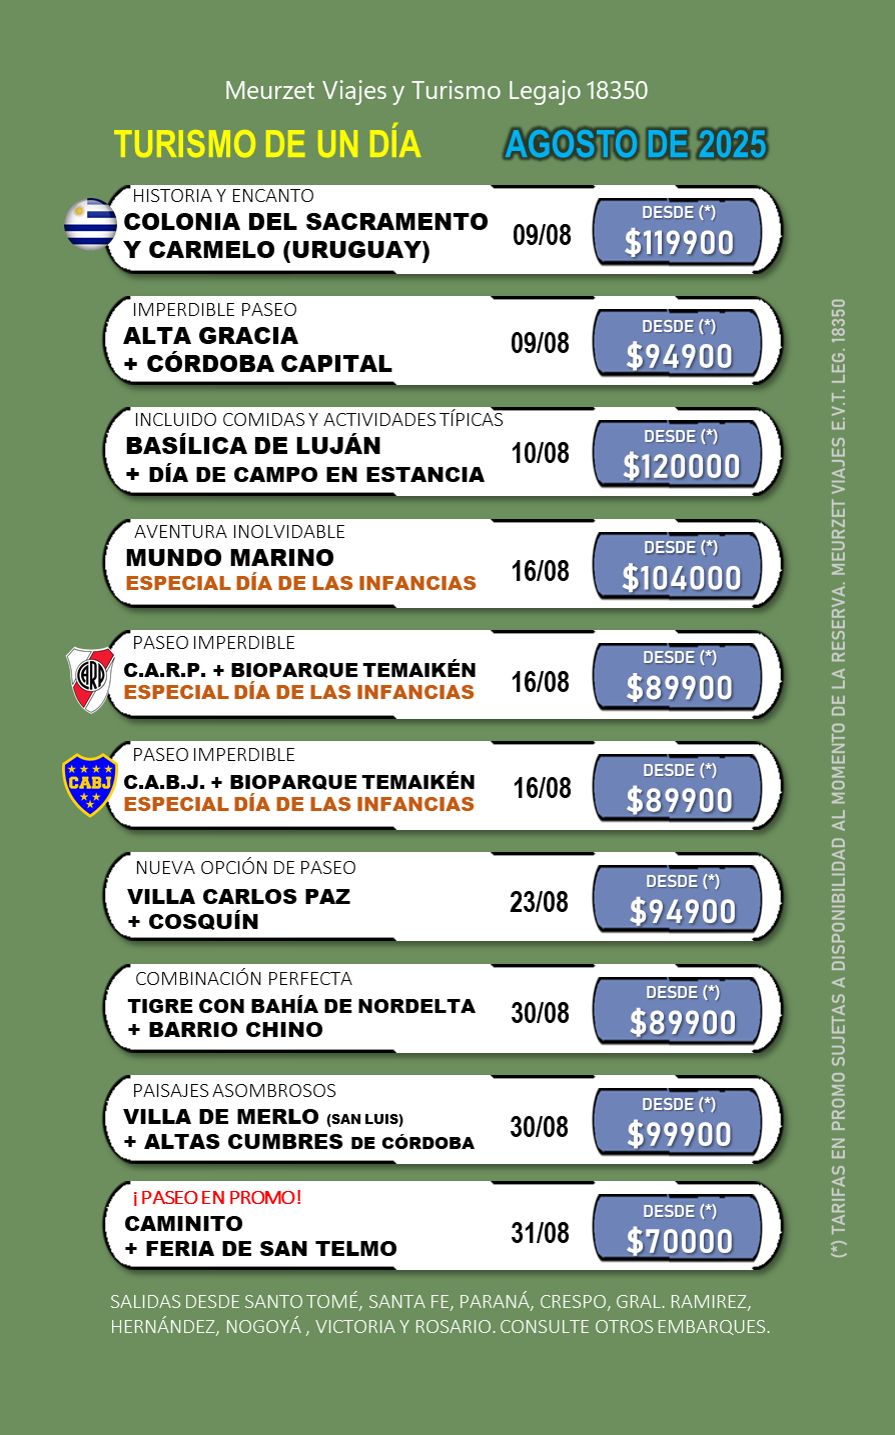 Meurzet Viajes y Turismo Legajo 18350
TURISMO DE UN DÍA
AGOSTO DE 2025
HISTORIA Y ENCANTO
COLONIA DEL SACRAMENTO
Y CARMELO (URUGUAY)
09/08
DESDE (*)
$119900
IMPERDIBLE PASEO
ALTA GRACIA
+ CÓRDOBA CAPITAL
09/08
DESDE (*)
$94900
INCLUIDO COMIDAS Y ACTIVIDADES TÍPICAS
BASÍLICA DE LUJÁN
+ DÍA DE CAMPO EN ESTANCIA
10/08
DESDE (*)
$120000
AVENTURA INOLVIDABLE
MUNDO MARINO
ESPECIAL DÍA DE LAS INFANCIAS
16/08
DESDE (*)
$104000
CARP
PASEO IMPERDIBLE
C.A.R.P. + BIOPARQUE TEMAIKÉN
ESPECIAL DÍA DE LAS INFANCIAS
16/08
DESDE (*)
$89900
CABJ
PASEO IMPERDIBLE
C.A.B.J. + BIOPARQUE TEMAIKÉN
ESPECIAL DÍA DE LAS INFANCIAS
16/08
DESDE (*)
$89900
NUEVA OPCIÓN DE PASEO
VILLA CARLOS PAZ
+ COSQUÍN
23/08
DESDE (*)
$94900
COMBINACIÓN PERFECTA
TIGRE CON BAHÍA DE NORDELTA
+ BARRIO CHINO
30/08
DESDE (*)
$89900
PAISAJES ASOMBROSOS
VILLA DE MERLO (SAN LUIS)
+ ALTAS CUMBRES DE CÓRDOBA
30/08
DESDE (*)
$99900
¡PASEO EN PROMO!
CAMINITO
+ FERIA DE SAN TELMO
31/08
DESDE (*)
$70000
SALIDAS DESDE SANTO TOMÉ, SANTA FE, PARANÁ, CRESPO, GRAL. RAMIREZ,
HERNÁNDEZ, NOGOYÁ , VICTORIA Y ROSARIO. CONSULTE OTROS EMBARQUES.
(*) TARIFAS EN PROMO SUJETAS A DISPONIBILIDAD AL MOMENTO DE LA RESERVA. MEURZET VIAJES E.V.T. LEG. 18350